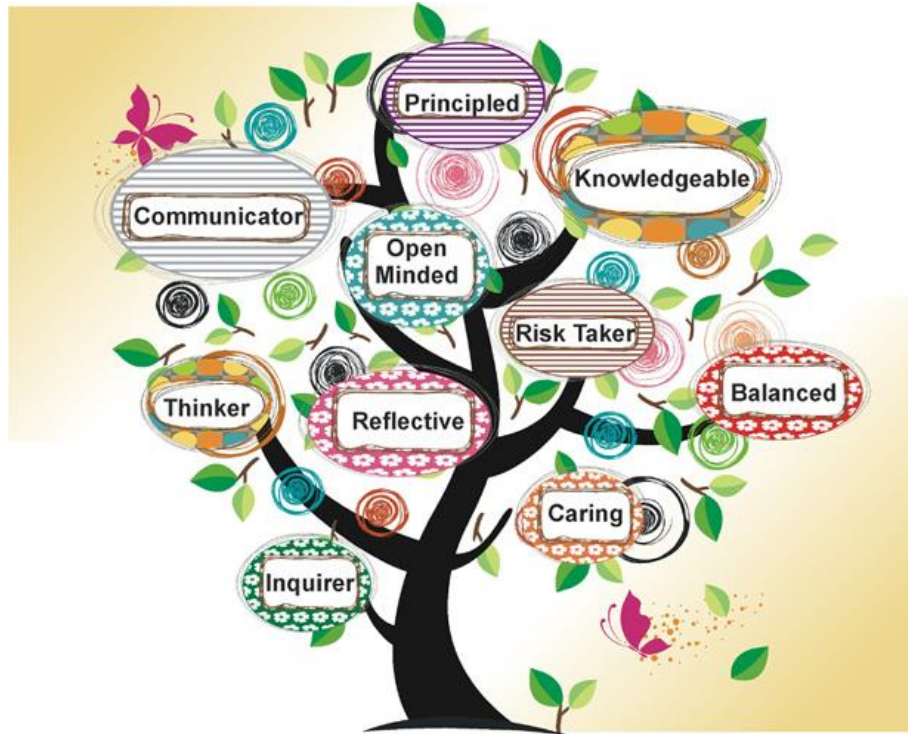 Principled
Knowledgeable
Communicator
Open
Minded
Risk Taker
Balanced
Thinker
Reflective
Caring
Inquirer